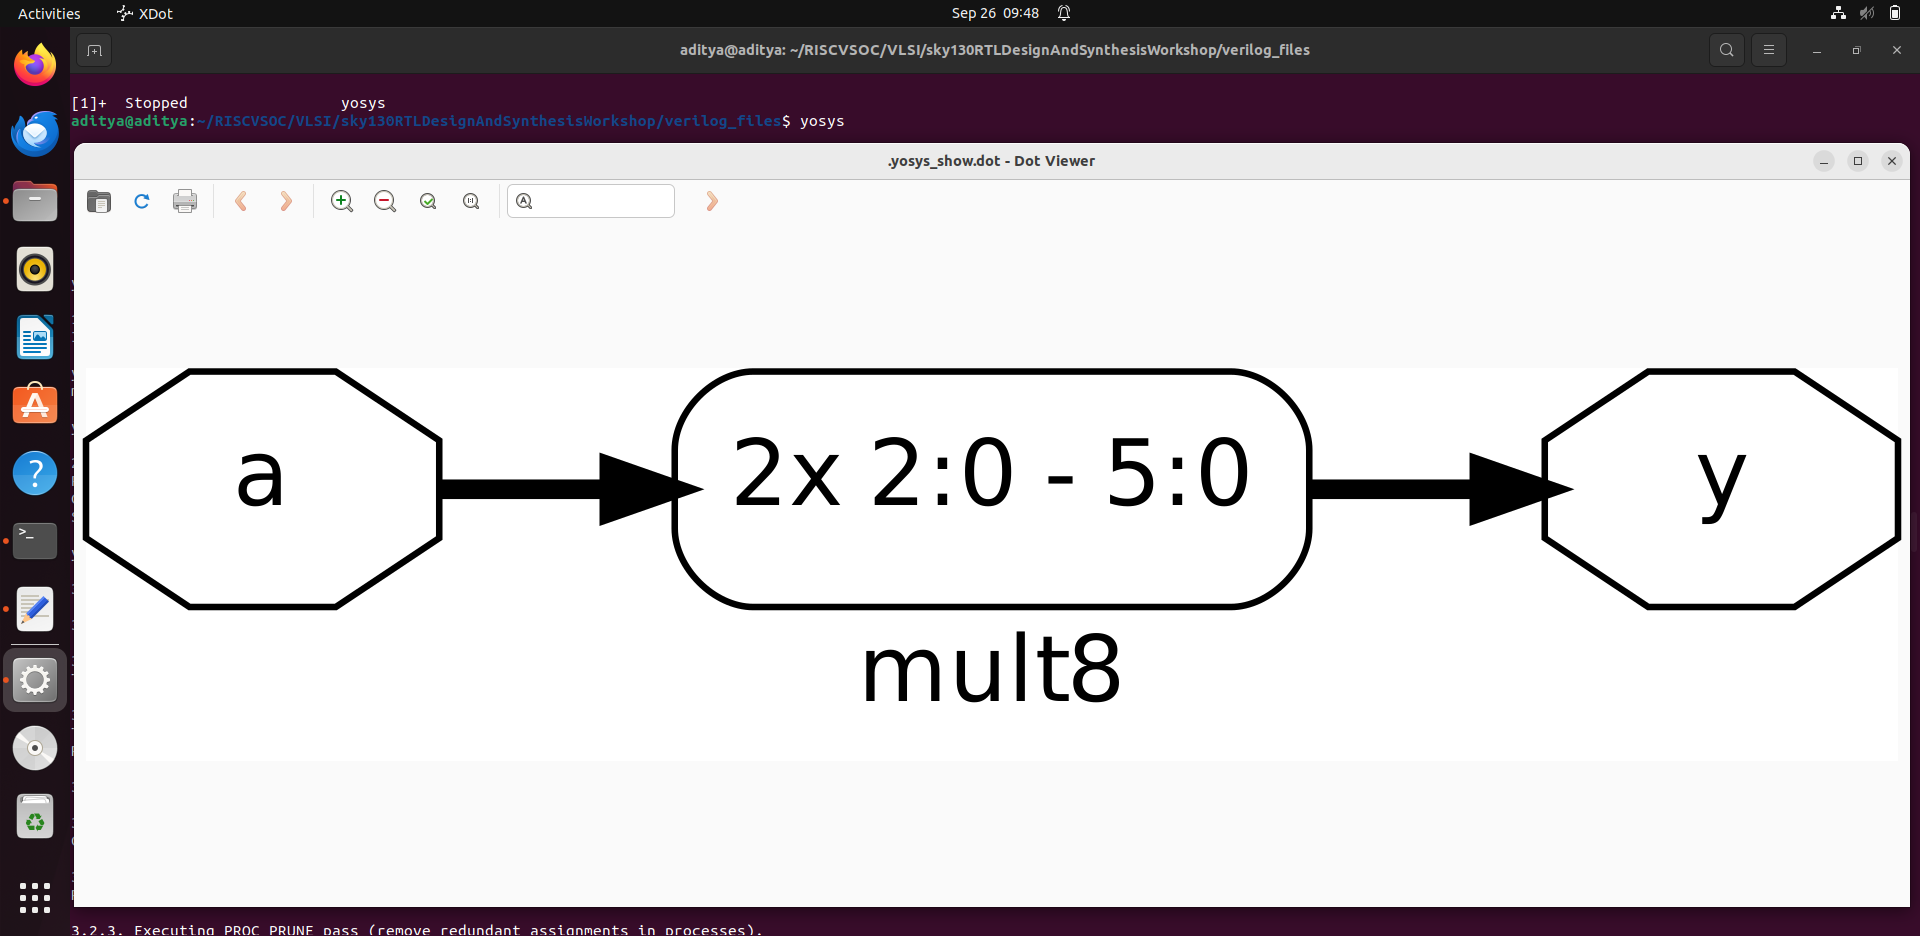 Activities XDot Sep 26 09:48
aditya@aditya: ~/RISCVSOC/VLSI/sky130RTLDesignAndSynthesisWorkshop/verilog_files
[1]+ Stopped yosys
aditya@aditya:~/RISCVSOC/VLSI/sky130RTLDesignAndSynthesisWorkshop/verilog_files$ yosys
.yosys_show.dot - Dot Viewer
a 2x 2:0 - 5:0 y
mult8
3.2.3. Executing PROC_PRUNE pass (remove redundant assignments in processes).